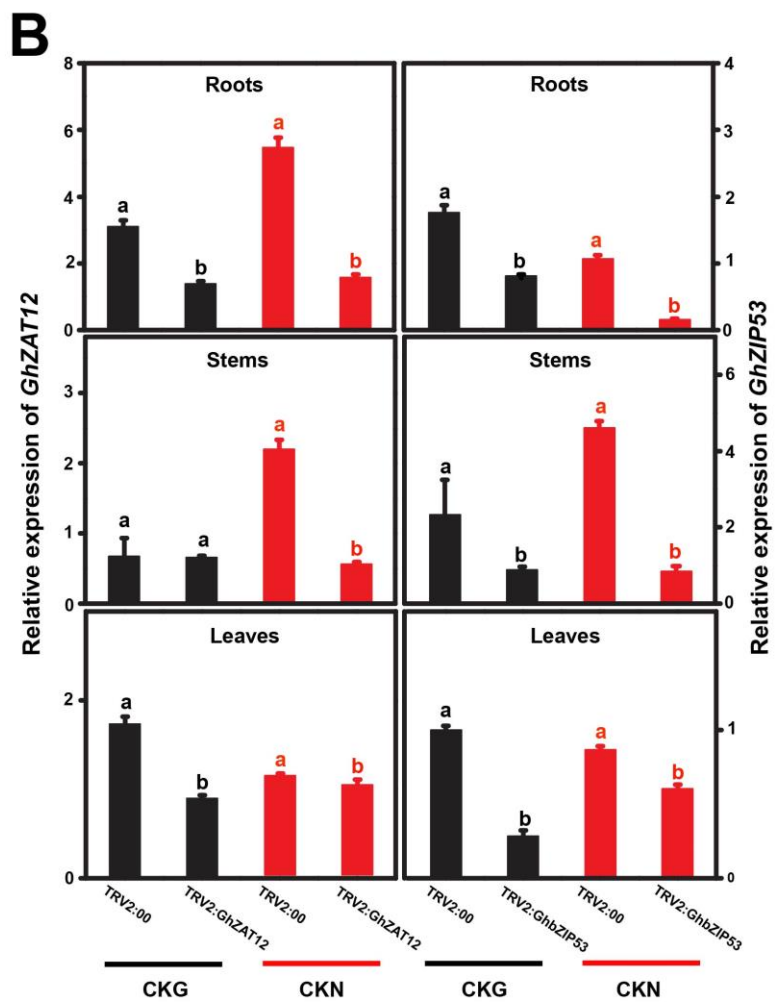 B
Relative expression of GhZAT12
Relative expression of GhZIP53
8
6
4
2
0
Roots
a
b
a
b
Roots
a
b
a
b
4
3
2
1
0
3
2
1
0
Stems
a
a
a
b
Stems
a
b
a
b
6
4
2
0
2
0
Leaves
a
b
a
b
Leaves
a
b
a
b
1
0
TRV2:00
TRV2:GhZAT12
TRV2:00
TRV2:GhZAT12
TRV2:00
TRV2:GhbZIP53
TRV2:00
TRV2:GhbZIP53
CKG
CKN
CKG
CKN